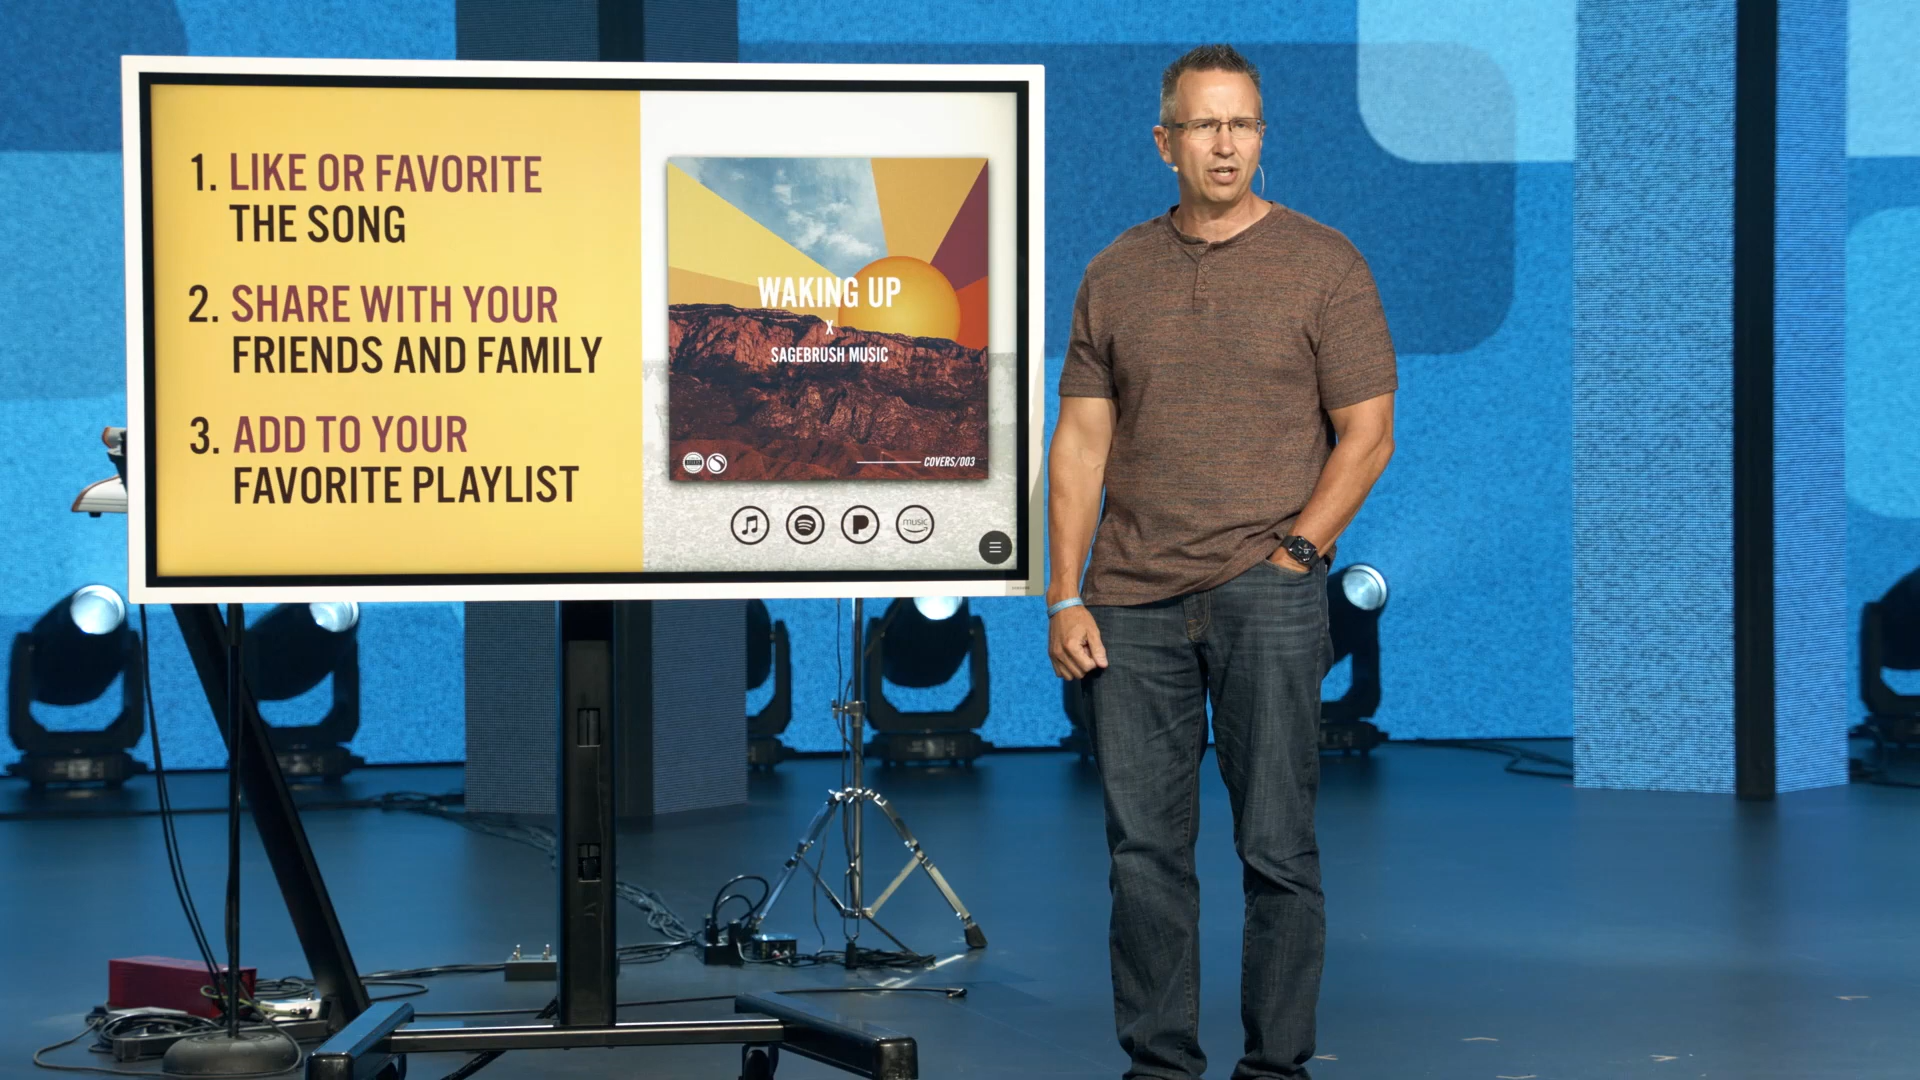 1. LIKE OR FAVORITE
THE SONG
2. SHARE WITH YOUR
FRIENDS AND FAMILY
3. ADD TO YOUR
FAVORITE PLAYLIST
WAKING UP
X
SAGEBRUSH MUSIC
COVERS/003
music